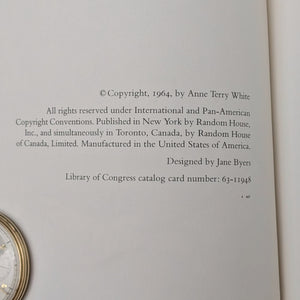 © Copyright, 1964, by Anne Terry White
All rights reserved under International and Pan-American
Copyright Conventions. Published in New York by Random House,
Inc., and simultaneously in Toronto, Canada, by Random House
of Canada, Limited. Manufactured in the United States of America.
Designed by Jane Byers
Library of Congress catalog card number: 63-11948